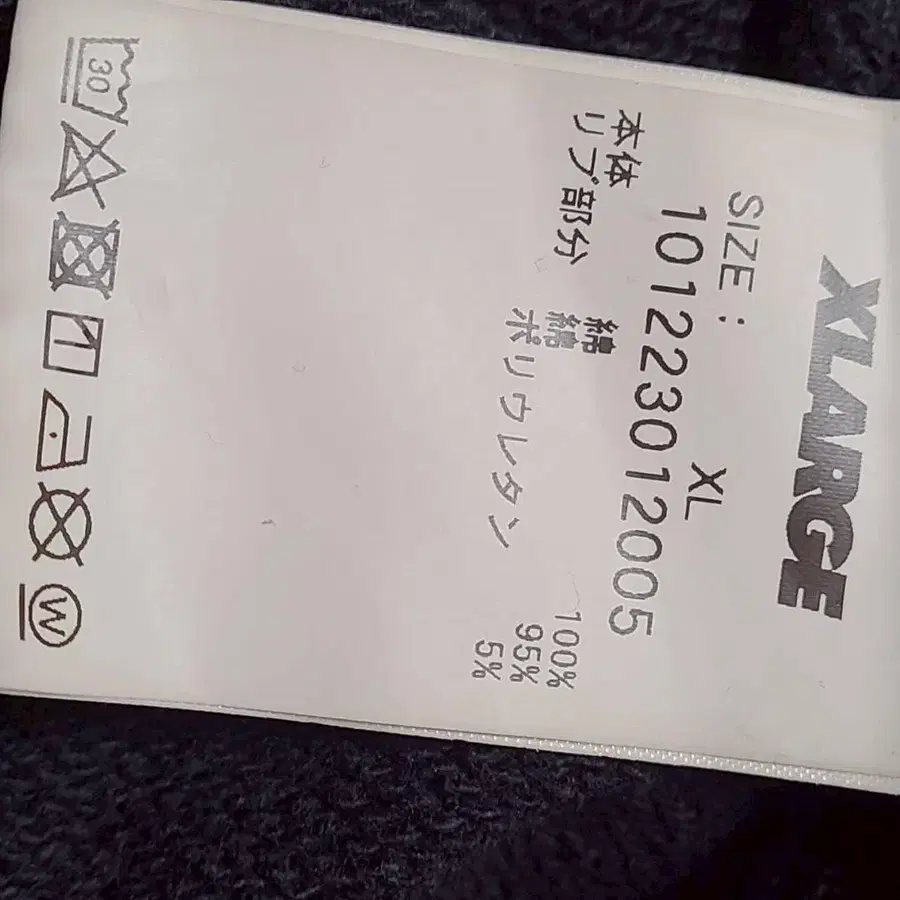 XLARGE
SIZE : XL
101223012005
本体 綿 100%
リブ部分 綿 95%
ポリウレタン 5%
30
W